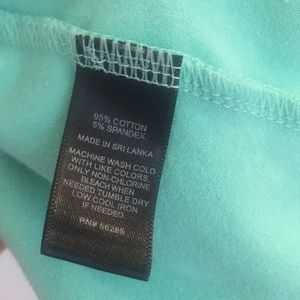 95% COTTON
5% SPANDEX
MADE IN SRI LANKA
MACHINE WASH COLD
WITH LIKE COLORS.
ONLY NON-CHLORINE
BLEACH WHEN
NEEDED TUMBLE DRY
LOW,COOL IRON
IF NEEDED
RN# 56285